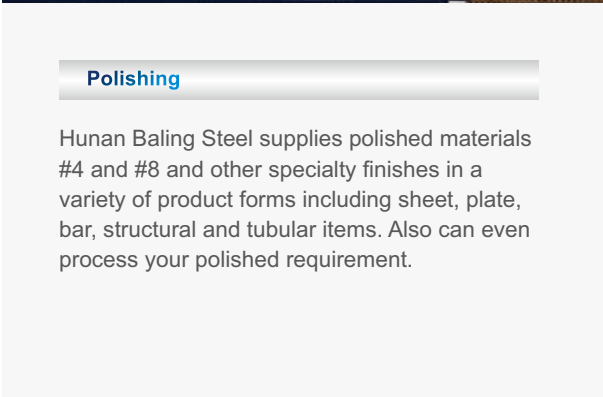 Polishing
Hunan Baling Steel supplies polished materials
#4 and #8 and other specialty finishes in a
variety of product forms including sheet, plate,
bar, structural and tubular items. Also can even
process your polished requirement.